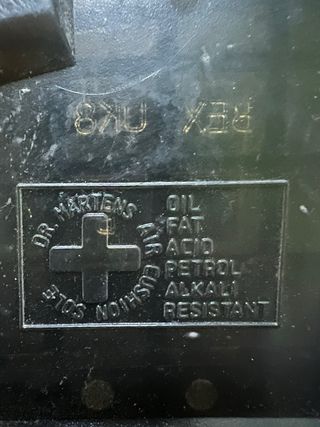 REX UK8
DR. MARTENS AIR CUSHION SOLE
OIL
FAT
ACID
PETROL
ALKALI
RESISTANT